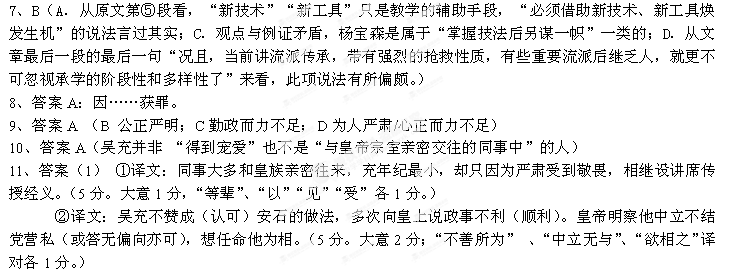 7、B（A．从原文第⑤段看，“新技术”“新工具”只是教学的辅助手段，“必须借助新技术、新工具焕
发生机”的说法言过其实；C．观点与例证矛盾，杨宝森是属于“掌握技法后另谋一帜”一类的；D．从文
章最后一段的最后一句“况且，当前讲流派传承，带有强烈的抢救性质，有些重要流派后继乏人，就更不
可忽视承学的阶段性和多样性了”来看，此项说法有所偏颇。）
8、答案A：因……获罪。
9、答案A （B 公正严明；C勤政而力不足；D为人严肃/心正而力不足）
10、答案A（吴充并非 “得到宠爱”也不是“与皇帝宗室亲密交往的同事中”的人）
11、答案（1） ①译文：同事大多和皇族亲密往来，充年纪最小，却只因为严肃受到敬畏，相继设讲席传
授经义。（5分。大意1分，“等辈”、“以”“见”“受”各1分。）
②译文：吴充不赞成（认可）安石的做法，多次向皇上说政事不利（顺利）。皇帝明察他中立不结
党营私（或答无偏向亦可），想任命他为相。（5分。大意2分；“不善所为” 、“中立无与”、“欲相之”译
对各1分。）